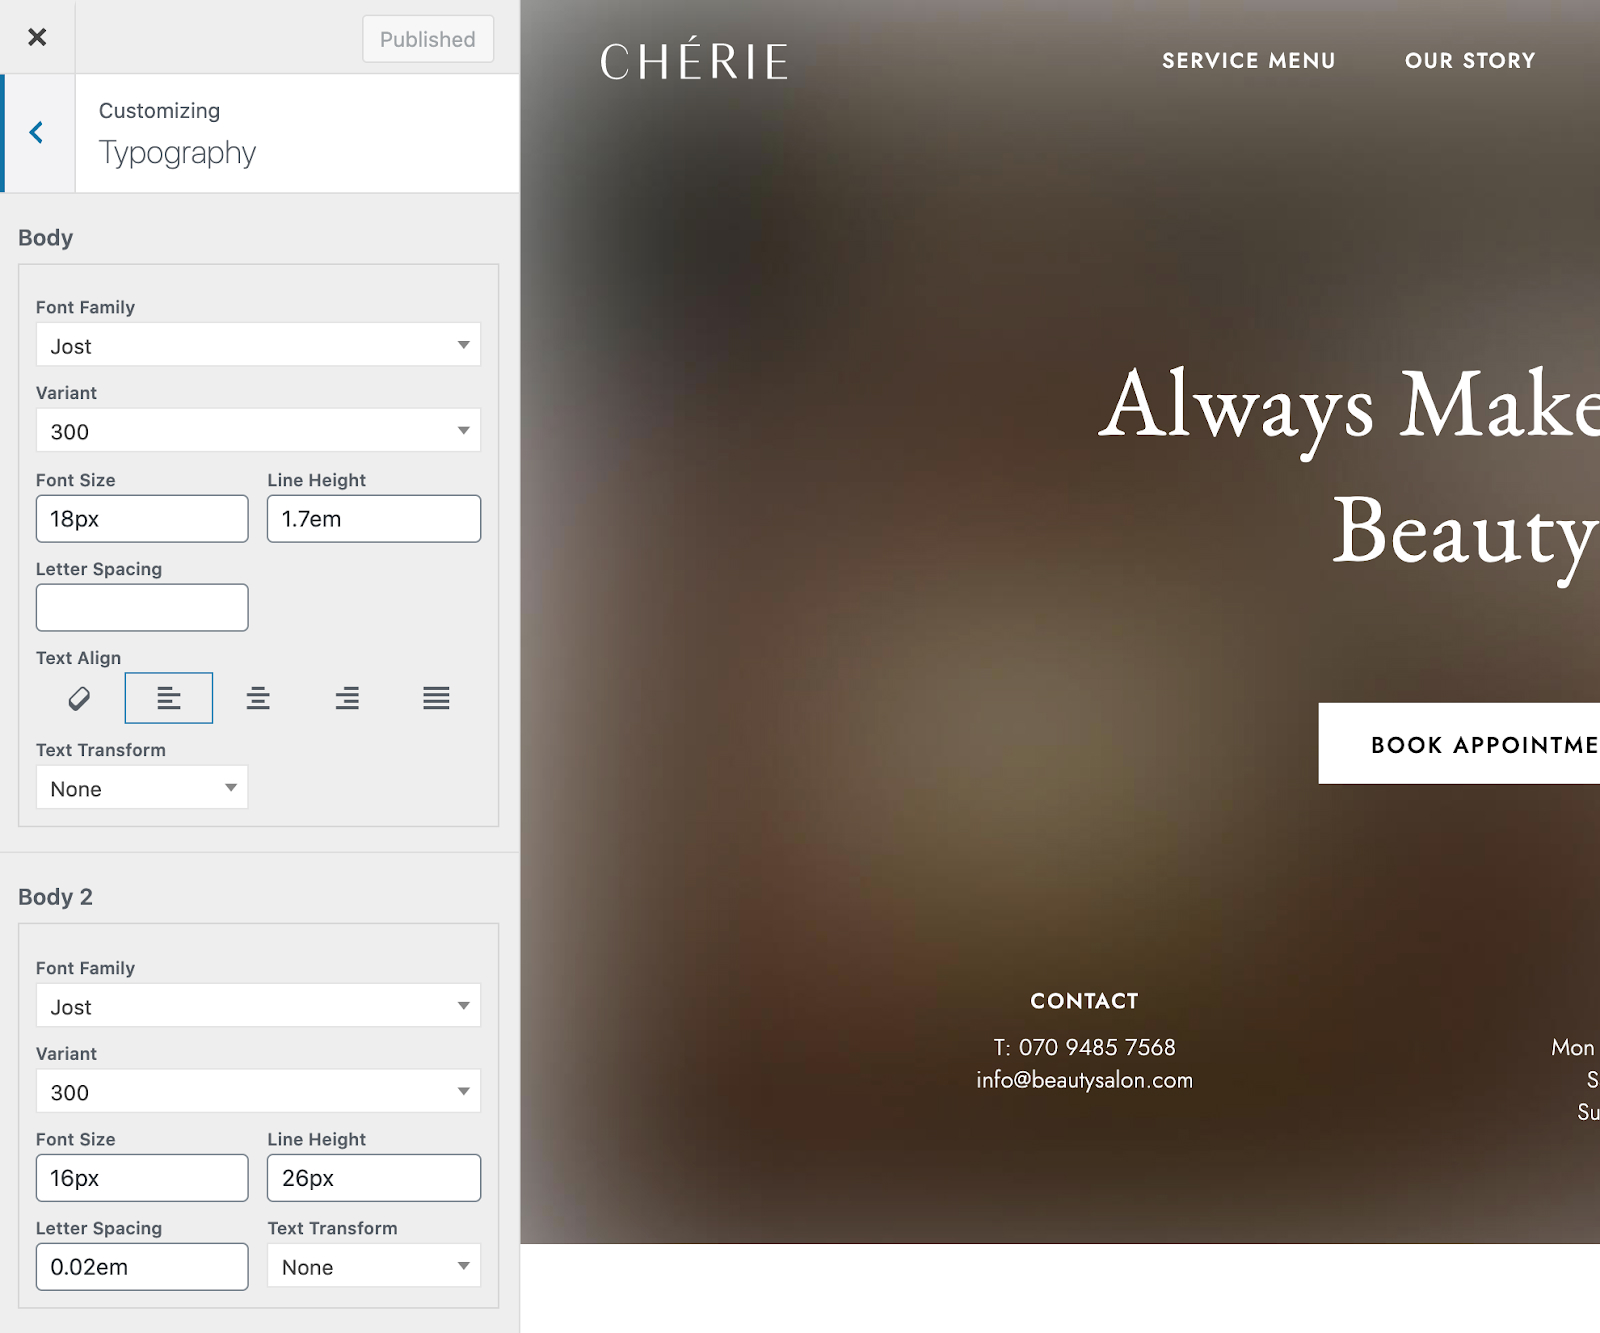 Published
Customizing
Typography
Body
Font Family
Jost
Variant
300
Font Size Line Height
18px 1.7em
Letter Spacing
Text Align
Text Transform
None
Body 2
Font Family
Jost
Variant
300
Font Size Line Height
16px 26px
Letter Spacing Text Transform
0.02em None
CHÉRIE SERVICE MENU OUR STORY
Always Make
Beauty
BOOK APPOINTME
CONTACT
T: 070 9485 7568
info@beautysalon.com
Mon
S
Su